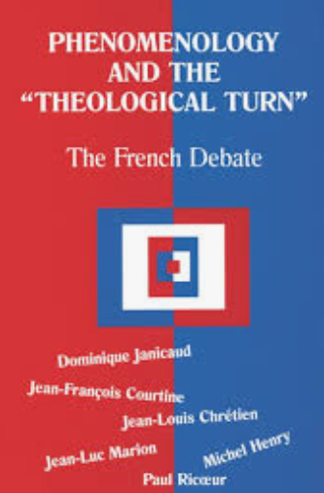 PHENOMENOLOGY
AND THE
“THEOLOGICAL TURN”
The French Debate
Dominique Janicaud
Jean-François Courtine
Jean-Louis Chrétien
Jean-Luc Marion
Michel Henry
Paul Ricœur